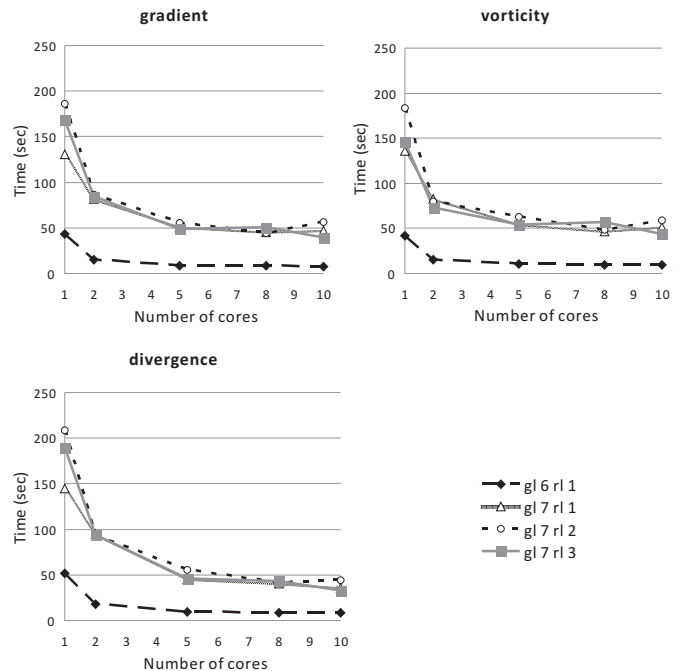 gradient
250
200
150
100
50
0
Time (sec)
1 2 3 4 5 6 7 8 9 10
Number of cores
vorticity
250
200
150
100
50
0
Time (sec)
1 2 3 4 5 6 7 8 9 10
Number of cores
divergence
250
200
150
100
50
0
Time (sec)
1 2 3 4 5 6 7 8 9 10
Number of cores
gl 6 rl 1
gl 7 rl 1
gl 7 rl 2
gl 7 rl 3